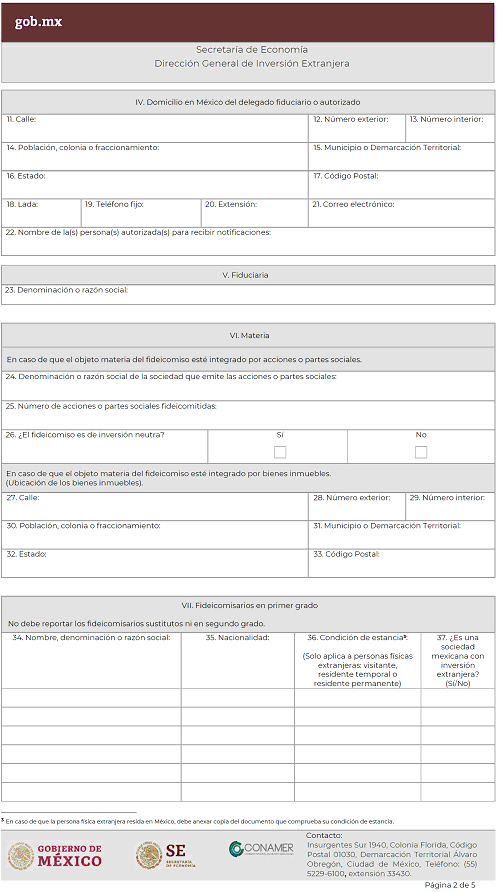 gob.mx
Secretaría de Economía
Dirección General de Inversión Extranjera
IV. Domicilio en México del delegado fiduciario o autorizado
11. Calle:
12. Número exterior:
13. Número interior:
14. Población, colonia o fraccionamiento:
15. Municipio o Demarcación Territorial:
16. Estado:
17. Código Postal:
18. Lada:
19. Teléfono fijo:
20. Extensión:
21. Correo electrónico:
22. Nombre de la(s) persona(s) autorizada(s) para recibir notificaciones:
V. Fiduciaria
23. Denominación o razón social:
VI. Materia
En caso de que el objeto materia del fideicomiso esté integrado por acciones o partes sociales.
24. Denominación o razón social de la sociedad que emite las acciones o partes sociales:
25. Número de acciones o partes sociales fideicomitidas:
26. ¿El fideicomiso es de inversión neutra?
Sí
No
En caso de que el objeto materia del fideicomiso esté integrado por bienes inmuebles.
(Ubicación de los bienes inmuebles).
27. Calle:
28. Número exterior:
29. Número interior:
30. Población, colonia o fraccionamiento:
31. Municipio o Demarcación Territorial:
32. Estado:
33. Código Postal:
VII. Fideicomisarios en primer grado
No debe reportar los fideicomisarios sustitutos ni en segundo grado.
34. Nombre, denominación o razón social:
35. Nacionalidad:
36. Condición de estancia⁵:
(Solo aplica a personas físicas
extranjeras: visitante,
residente temporal o
residente permanente)
37. ¿Es una
sociedad
mexicana con
inversión
extranjera?
(Sí/No)
⁵ En caso de que la persona física extranjera resida en México, debe anexar copia del documento que comprueba su condición de estancia.
GOBIERNO DE
MÉXICO
SE
SECRETARÍA
DE ECONOMÍA
CONAMER
Contacto:
Insurgentes Sur 1940, Colonia Florida, Código
Postal 01030, Demarcación Territorial Álvaro
Obregón, Ciudad de México, Teléfono: (55)
5229-6100, extensión 33430.
Página 2 de 5